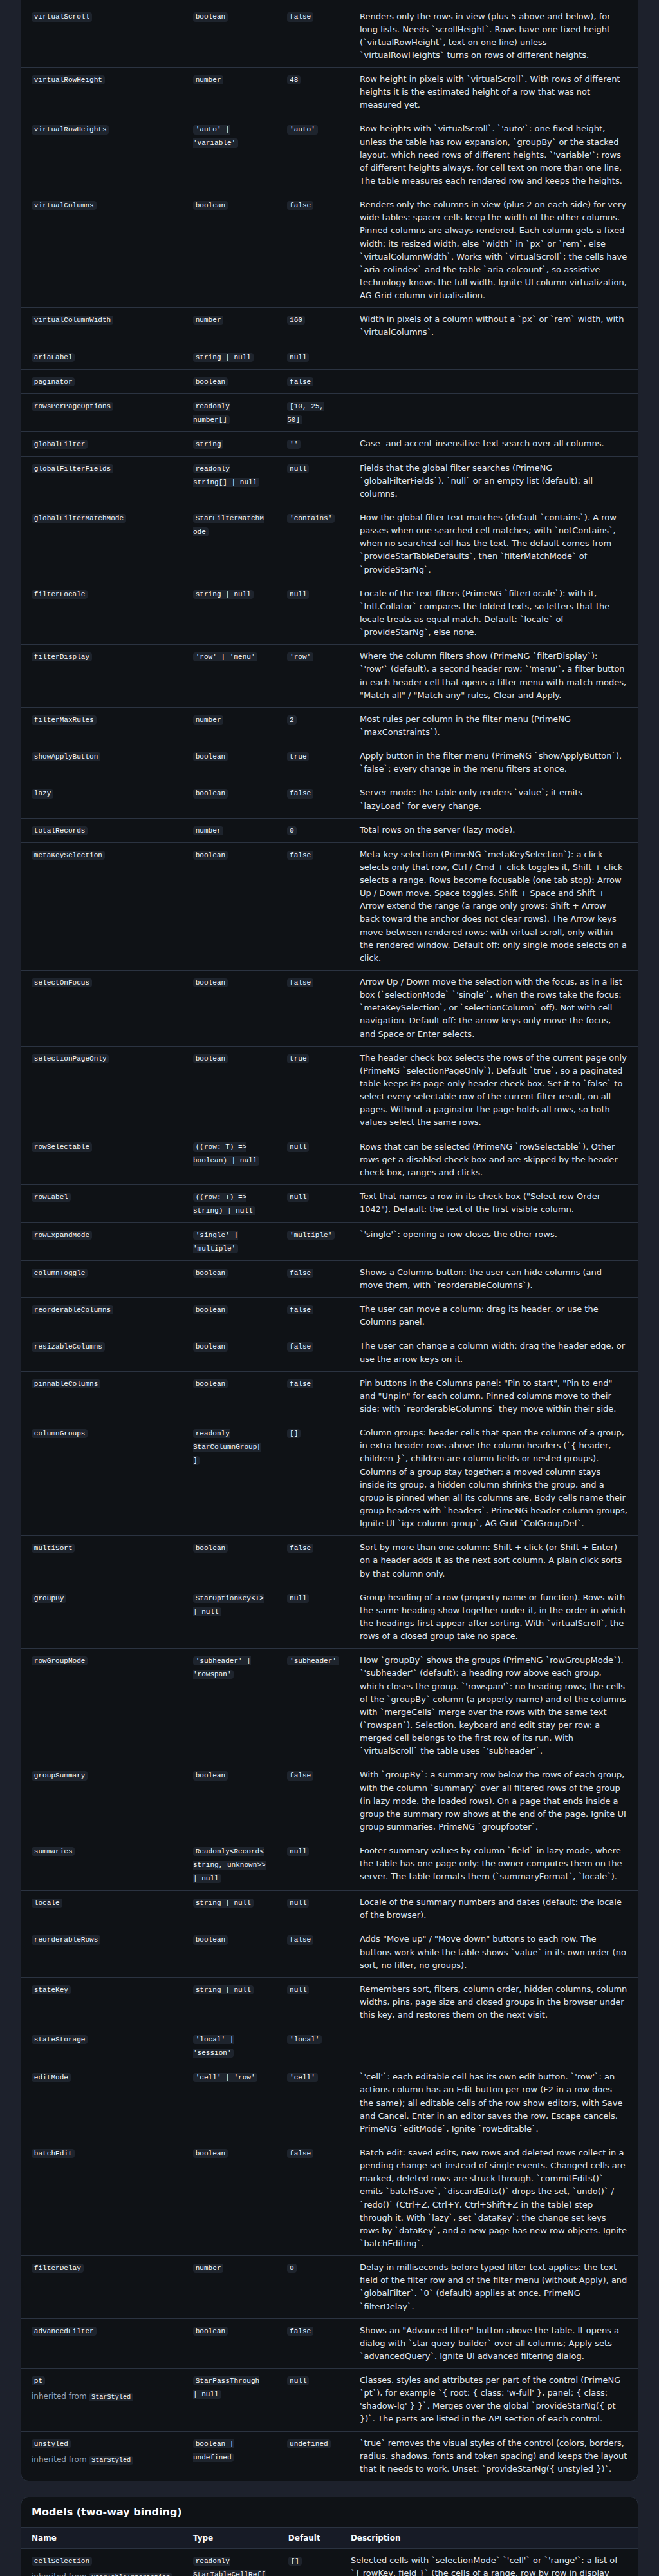 virtualScroll boolean false Renders only the rows in view (plus 5 above and below), for
long lists. Needs `scrollHeight`. Rows have one fixed height
(`virtualRowHeight`, text on one line) unless
`virtualRowHeights` turns on rows of different heights.
virtualRowHeight number 48 Row height in pixels with `virtualScroll`. With rows of different
heights it is the estimated height of a row that was not
measured yet.
virtualRowHeights 'auto' | 'auto' Row heights with `virtualScroll`. `'auto'`: one fixed height,
'variable' unless the table has row expansion, `groupBy` or the stacked
layout, which need rows of different heights. `'variable'`: rows
of different heights always, for cell text on more than one line.
The table measures each rendered row and keeps the heights.
virtualColumns boolean false Renders only the columns in view (plus 2 on each side) for very
wide tables: spacer cells keep the width of the other columns.
Pinned columns are always rendered. Each column gets a fixed
width: its resized width, else `width` in `px` or `rem`, else
`virtualColumnWidth`. Works with `virtualScroll`; the cells have
`aria-colindex` and the table `aria-colcount`, so assistive
technology knows the full width. Ignite UI column virtualization,
AG Grid column virtualisation.
virtualColumnWidth number 160 Width in pixels of a column without a `px` or `rem` width, with
`virtualColumns`.
ariaLabel string | null null
paginator boolean false
rowsPerPageOptions readonly [10, 25,
number[] 50]
globalFilter string '' Case- and accent-insensitive text search over all columns.
globalFilterFields readonly null Fields that the global filter searches (PrimeNG
string[] | null `globalFilterFields`). `null` or an empty list (default): all
columns.
globalFilterMatchMode StarFilterMatchM 'contains' How the global filter text matches (default `contains`). A row
ode passes when one searched cell matches; with `notContains`,
when no searched cell has the text. The default comes from
`provideStarTableDefaults`, then `filterMatchMode` of
`provideStarNg`.
filterLocale string | null null Locale of the text filters (PrimeNG `filterLocale`): with it,
`Intl.Collator` compares the folded texts, so letters that the
locale treats as equal match. Default: `locale` of
`provideStarNg`, else none.
filterDisplay 'row' | 'menu' 'row' Where the column filters show (PrimeNG `filterDisplay`):
`'row'` (default), a second header row; `'menu'`, a filter button
in each header cell that opens a filter menu with match modes,
"Match all" / "Match any" rules, Clear and Apply.
filterMaxRules number 2 Most rules per column in the filter menu (PrimeNG
`maxConstraints`).
showApplyButton boolean true Apply button in the filter menu (PrimeNG `showApplyButton`).
`false`: every change in the menu filters at once.
lazy boolean false Server mode: the table only renders `value`; it emits
`lazyLoad` for every change.
totalRecords number 0 Total rows on the server (lazy mode).
metaKeySelection boolean false Meta-key selection (PrimeNG `metaKeySelection`): a click
selects only that row, Ctrl / Cmd + click toggles it, Shift + click
selects a range. Rows become focusable (one tab stop): Arrow
Up / Down move, Space toggles, Shift + Space and Shift +
Arrow extend the range (a range only grows; Shift + Arrow
back toward the anchor does not clear rows). The Arrow keys
move between rendered rows: with virtual scroll, only within
the rendered window. Default off: only single mode selects on a
click.
selectOnFocus boolean false Arrow Up / Down move the selection with the focus, as in a list
box (`selectionMode` `'single'`, when the rows take the focus:
`metaKeySelection`, or `selectionColumn` off). Not with cell
navigation. Default off: the arrow keys only move the focus,
and Space or Enter selects.
selectionPageOnly boolean true The header check box selects the rows of the current page only
(PrimeNG `selectionPageOnly`). Default `true`, so a paginated
table keeps its page-only header check box. Set it to `false` to
select every selectable row of the current filter result, on all
pages. Without a paginator the page holds all rows, so both
values select the same rows.
rowSelectable ((row: T) => null Rows that can be selected (PrimeNG `rowSelectable`). Other
boolean) | null rows get a disabled check box and are skipped by the header
check box, ranges and clicks.
rowLabel ((row: T) => null Text that names a row in its check box ("Select row Order
string) | null 1042"). Default: the text of the first visible column.
rowExpandMode 'single' | 'multiple' `'single'`: opening a row closes the other rows.
'multiple'
columnToggle boolean false Shows a Columns button: the user can hide columns (and
move them, with `reorderableColumns`).
reorderableColumns boolean false The user can move a column: drag its header, or use the
Columns panel.
resizableColumns boolean false The user can change a column width: drag the header edge, or
use the arrow keys on it.
pinnableColumns boolean false Pin buttons in the Columns panel: "Pin to start", "Pin to end"
and "Unpin" for each column. Pinned columns move to their
side; with `reorderableColumns` they move within their side.
columnGroups readonly [] Column groups: header cells that span the columns of a group,
StarColumnGroup[ in extra header rows above the column headers (`{ header,
] children }`, children are column fields or nested groups).
Columns of a group stay together: a moved column stays
inside its group, a hidden column shrinks the group, and a
group is pinned when all its columns are. Body cells name their
group headers with `headers`. PrimeNG header column groups,
Ignite UI `igx-column-group`, AG Grid `ColGroupDef`.
multiSort boolean false Sort by more than one column: Shift + click (or Shift + Enter)
on a header adds it as the next sort column. A plain click sorts
by that column only.
groupBy StarOptionKey<T> null Group heading of a row (property name or function). Rows with
| null the same heading show together under it, in the order in which
the headings first appear after sorting. With `virtualScroll`, the
rows of a closed group take no space.
rowGroupMode 'subheader' | 'subheader' How `groupBy` shows the groups (PrimeNG `rowGroupMode`).
'rowspan' `'subheader'` (default): a heading row above each group,
which closes the group. `'rowspan'`: no heading rows; the cells
of the `groupBy` column (a property name) and of the columns
with `mergeCells` merge over the rows with the same text
(`rowspan`). Selection, keyboard and edit stay per row: a
merged cell belongs to the first row of its run. With
`virtualScroll` the table uses `'subheader'`.
groupSummary boolean false With `groupBy`: a summary row below the rows of each group,
with the column `summary` over all filtered rows of the group
(in lazy mode, the loaded rows). On a page that ends inside a
group the summary row shows at the end of the page. Ignite UI
group summaries, PrimeNG `groupfooter`.
summaries Readonly<Record< null Footer summary values by column `field` in lazy mode, where
string, unknown>> the table has one page only: the owner computes them on the
| null server. The table formats them (`summaryFormat`, `locale`).
locale string | null null Locale of the summary numbers and dates (default: the locale
of the browser).
reorderableRows boolean false Adds "Move up" / "Move down" buttons to each row. The
buttons work while the table shows `value` in its own order (no
sort, no filter, no groups).
stateKey string | null null Remembers sort, filters, column order, hidden columns, column
widths, pins, page size and closed groups in the browser under
this key, and restores them on the next visit.
stateStorage 'local' | 'local'
'session'
editMode 'cell' | 'row' 'cell' `'cell'`: each editable cell has its own edit button. `'row'`: an
actions column has an Edit button per row (F2 in a row does
the same); all editable cells of the row show editors, with Save
and Cancel. Enter in an editor saves the row, Escape cancels.
PrimeNG `editMode`, Ignite `rowEditable`.
batchEdit boolean false Batch edit: saved edits, new rows and deleted rows collect in a
pending change set instead of single events. Changed cells are
marked, deleted rows are struck through. `commitEdits()`
emits `batchSave`, `discardEdits()` drops the set, `undo()` /
`redo()` (Ctrl+Z, Ctrl+Y, Ctrl+Shift+Z in the table) step
through it. With `lazy`, set `dataKey`: the change set keys
rows by `dataKey`, and a new page has new row objects. Ignite
`batchEditing`.
filterDelay number 0 Delay in milliseconds before typed filter text applies: the text
field of the filter row and of the filter menu (without Apply), and
`globalFilter`. `0` (default) applies at once. PrimeNG
`filterDelay`.
advancedFilter boolean false Shows an "Advanced filter" button above the table. It opens a
dialog with `star-query-builder` over all columns; Apply sets
`advancedQuery`. Ignite UI advanced filtering dialog.
pt StarPassThrough null Classes, styles and attributes per part of the control (PrimeNG
inherited from StarStyled | null `pt`), for example `{ root: { class: 'w-full' }, panel: { class:
'shadow-lg' } }`. Merges over the global `provideStarNg({ pt
})`. The parts are listed in the API section of each control.
unstyled boolean | undefined `true` removes the visual styles of the control (colors, borders,
inherited from StarStyled undefined radius, shadows, fonts and token spacing) and keeps the layout
that it needs to work. Unset: `provideStarNg({ unstyled })`.
Models (two-way binding)
Name Type Default Description
cellSelection readonly [] Selected cells with `selectionMode` `'cell'` or `'range'`: a list of
StarTableCellRef[ `{ rowKey, field }` (the cells of a range, row by row in display